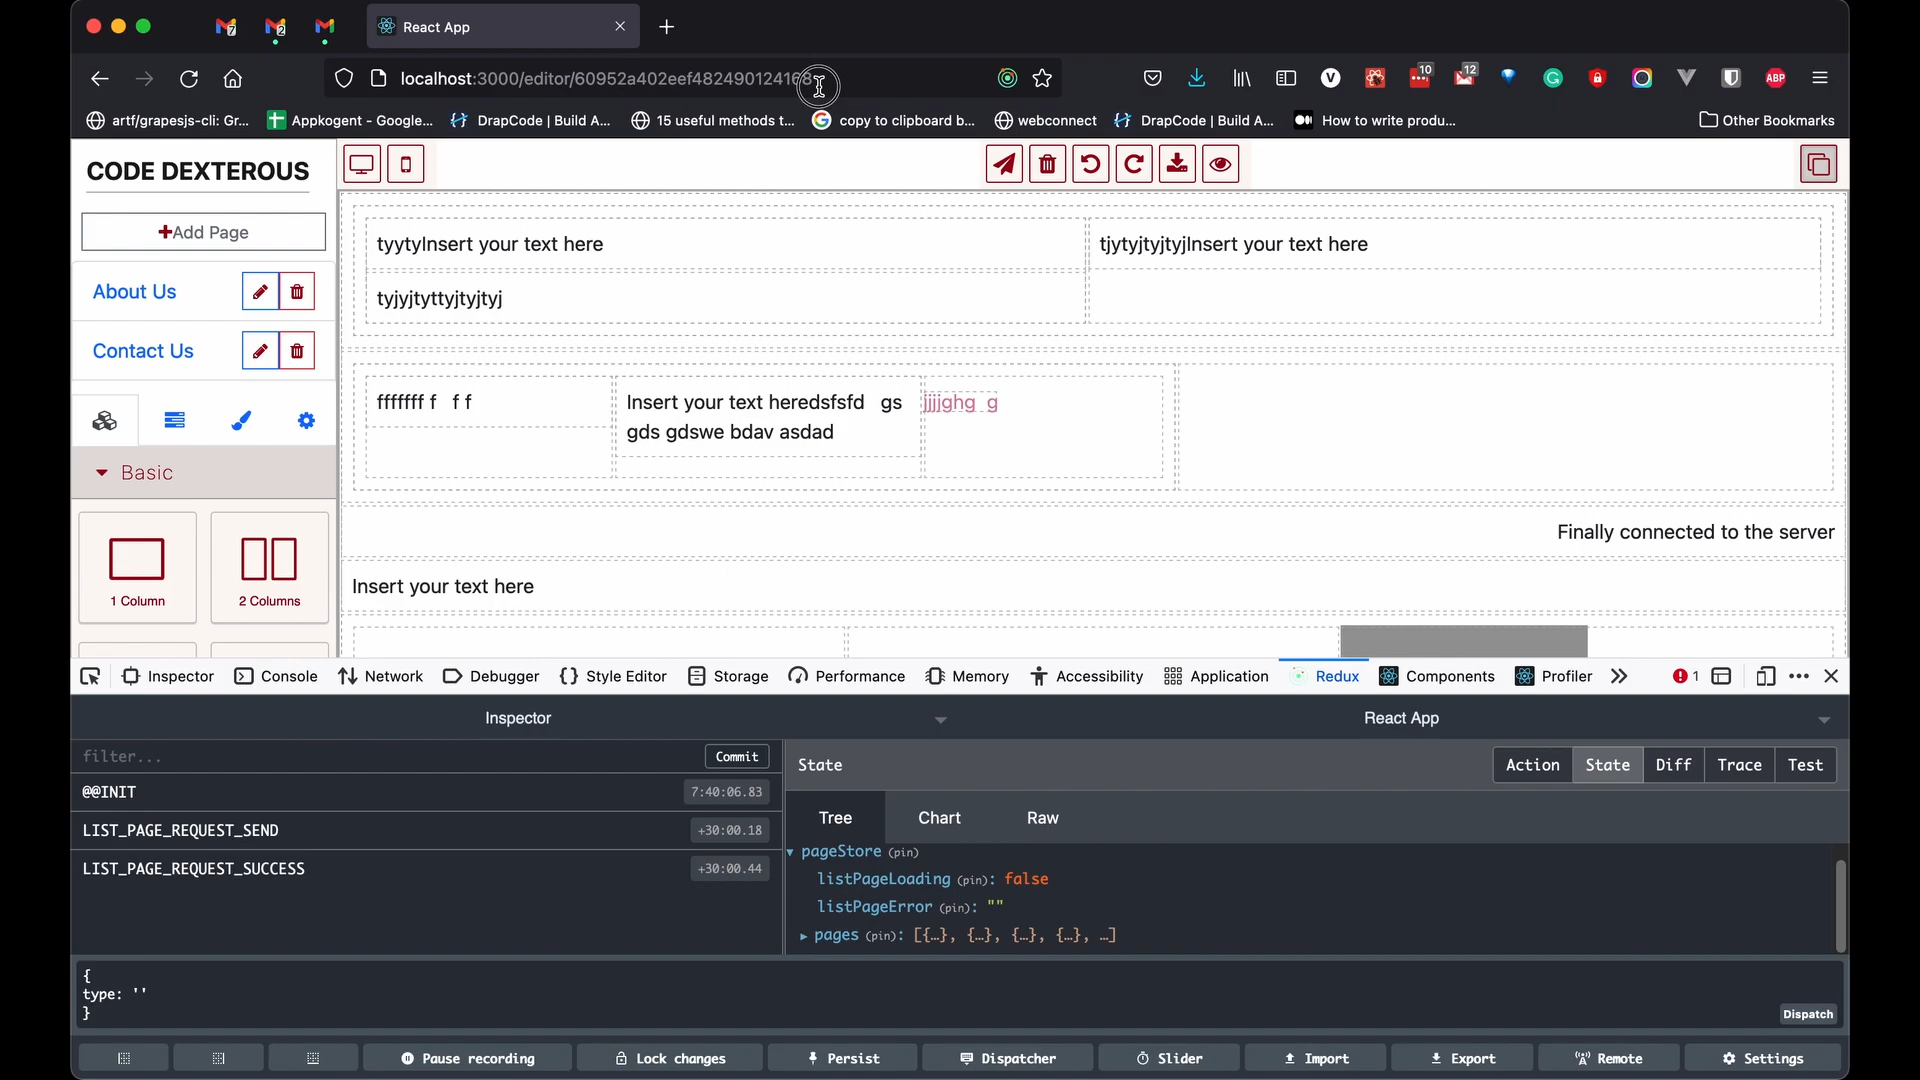 7
2
React App
localhost:3000/editor/60952a402eef482490124168
10
12
V
G
ABP
artf/grapesjs-cli: Gr...
Appkogent - Google...
DrapCode | Build A...
15 useful methods t...
copy to clipboard b...
webconnect
DrapCode | Build A...
How to write produ...
Other Bookmarks
CODE DEXTEROUS
Add Page
About Us
Contact Us
Basic
1 Column
2 Columns
tyytyInsert your text here
tjytyjtyjtyjInsert your text here
tyjyjtyttyjtyjtyj
fffffff f   f f
Insert your text heredsfsfd   gs
gds gdswe bdav asdad
jjjjghg  g
Finally connected to the server
Insert your text here
Inspector
Console
Network
Debugger
Style Editor
Storage
Performance
Memory
Accessibility
Application
Redux
Components
Profiler
1
Inspector
React App
filter...
Commit
@@INIT
7:40:06.83
LIST_PAGE_REQUEST_SEND
+30:00.18
LIST_PAGE_REQUEST_SUCCESS
+30:00.44
State
Action
State
Diff
Trace
Test
Tree
Chart
Raw
pageStore (pin)
listPageLoading (pin): false
listPageError (pin): ""
pages (pin): [{…}, {…}, {…}, {…}, …]
{
type: ''
}
Dispatch
Pause recording
Lock changes
Persist
Dispatcher
Slider
Import
Export
Remote
Settings